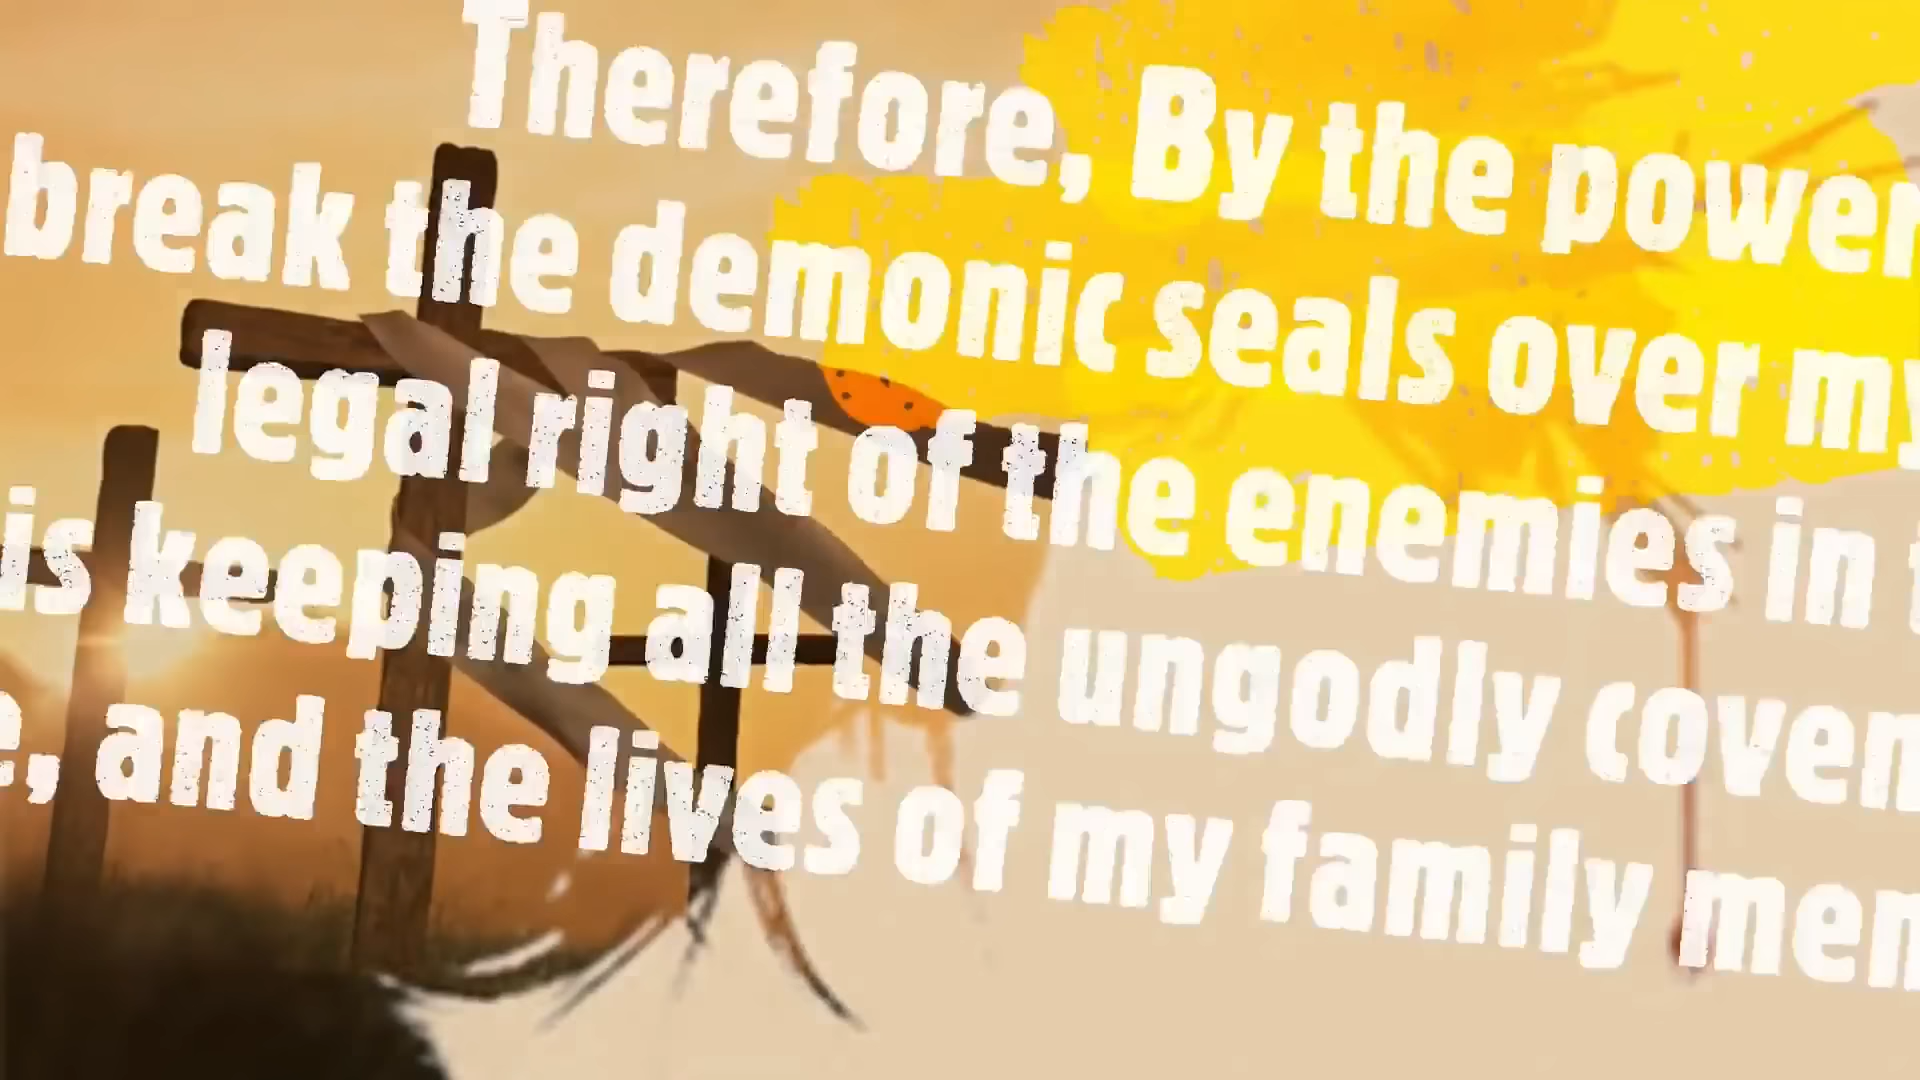 Therefore, By the power
break the demonic seals over my
legal right of the enemies in
is keeping all the ungodly coven
e, and the lives of my family mem